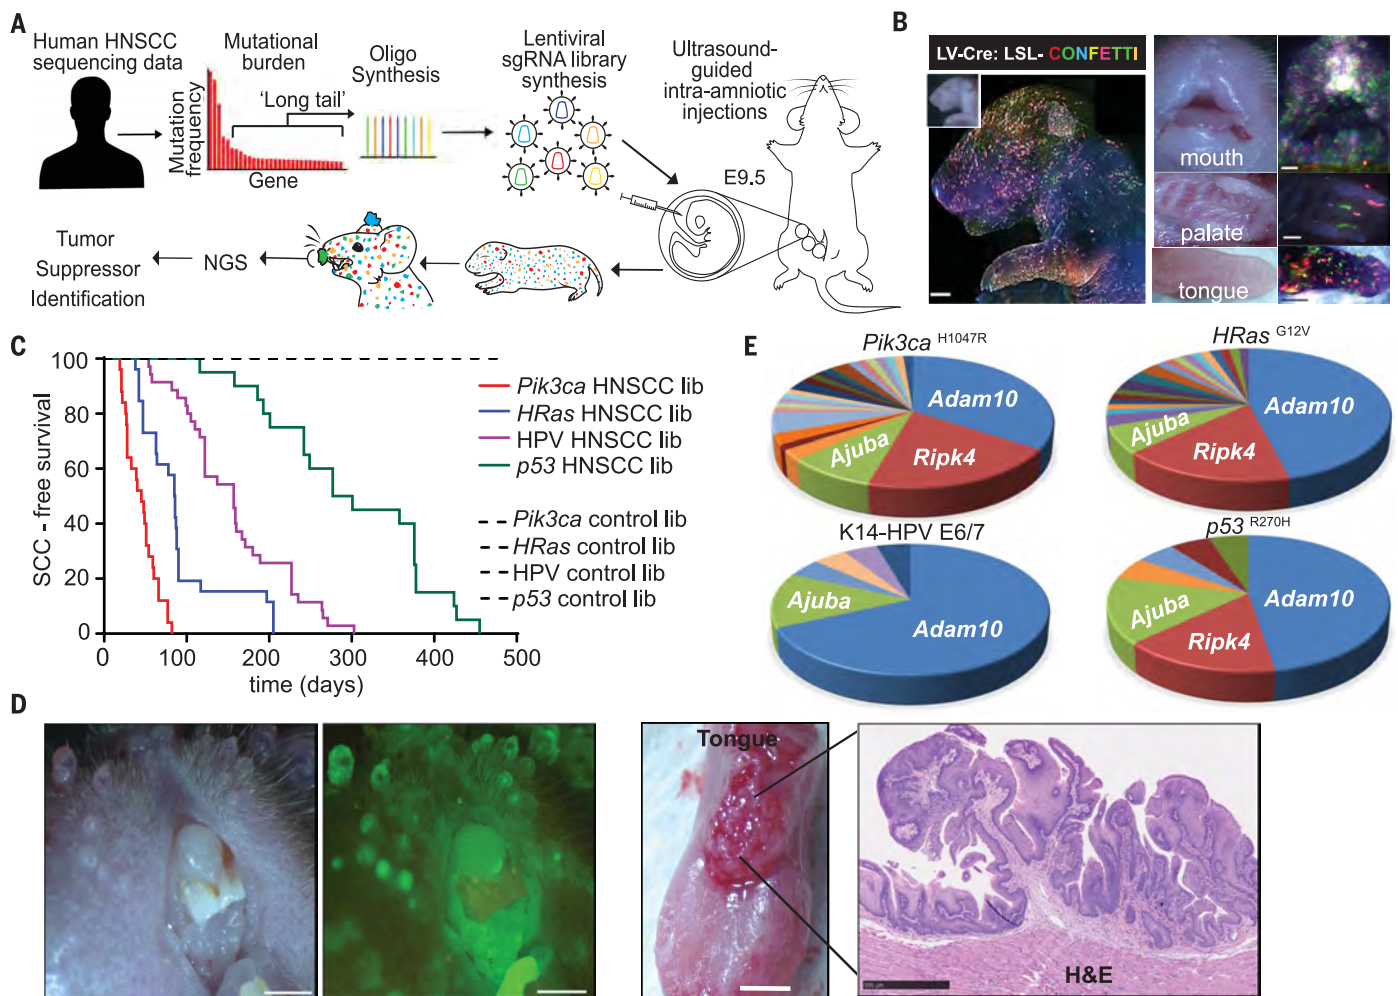 A
Human HNSCC
sequencing data
Mutational
burden
'Long tail'
Mutation
frequency
Gene
Oligo
Synthesis
Lentiviral
sgRNA library
synthesis
Ultrasound-
guided
intra-amniotic
injections
E9.5
NGS
Tumor
Suppressor
Identification
B
LV-Cre: LSL- CONFETTI
mouth
palate
tongue
C
SCC - free survival
100
80
60
40
20
0
0 100 200 300 400 500
time (days)
Pik3ca HNSCC lib
HRas HNSCC lib
HPV HNSCC lib
p53 HNSCC lib
Pik3ca control lib
HRas control lib
HPV control lib
p53 control lib
E
Pik3ca H1047R
Adam10
Ripk4
Ajuba
HRas G12V
Adam10
Ripk4
Ajuba
K14-HPV E6/7
Ajuba
Adam10
p53 R270H
Adam10
Ripk4
Ajuba
D
Tongue
H&E